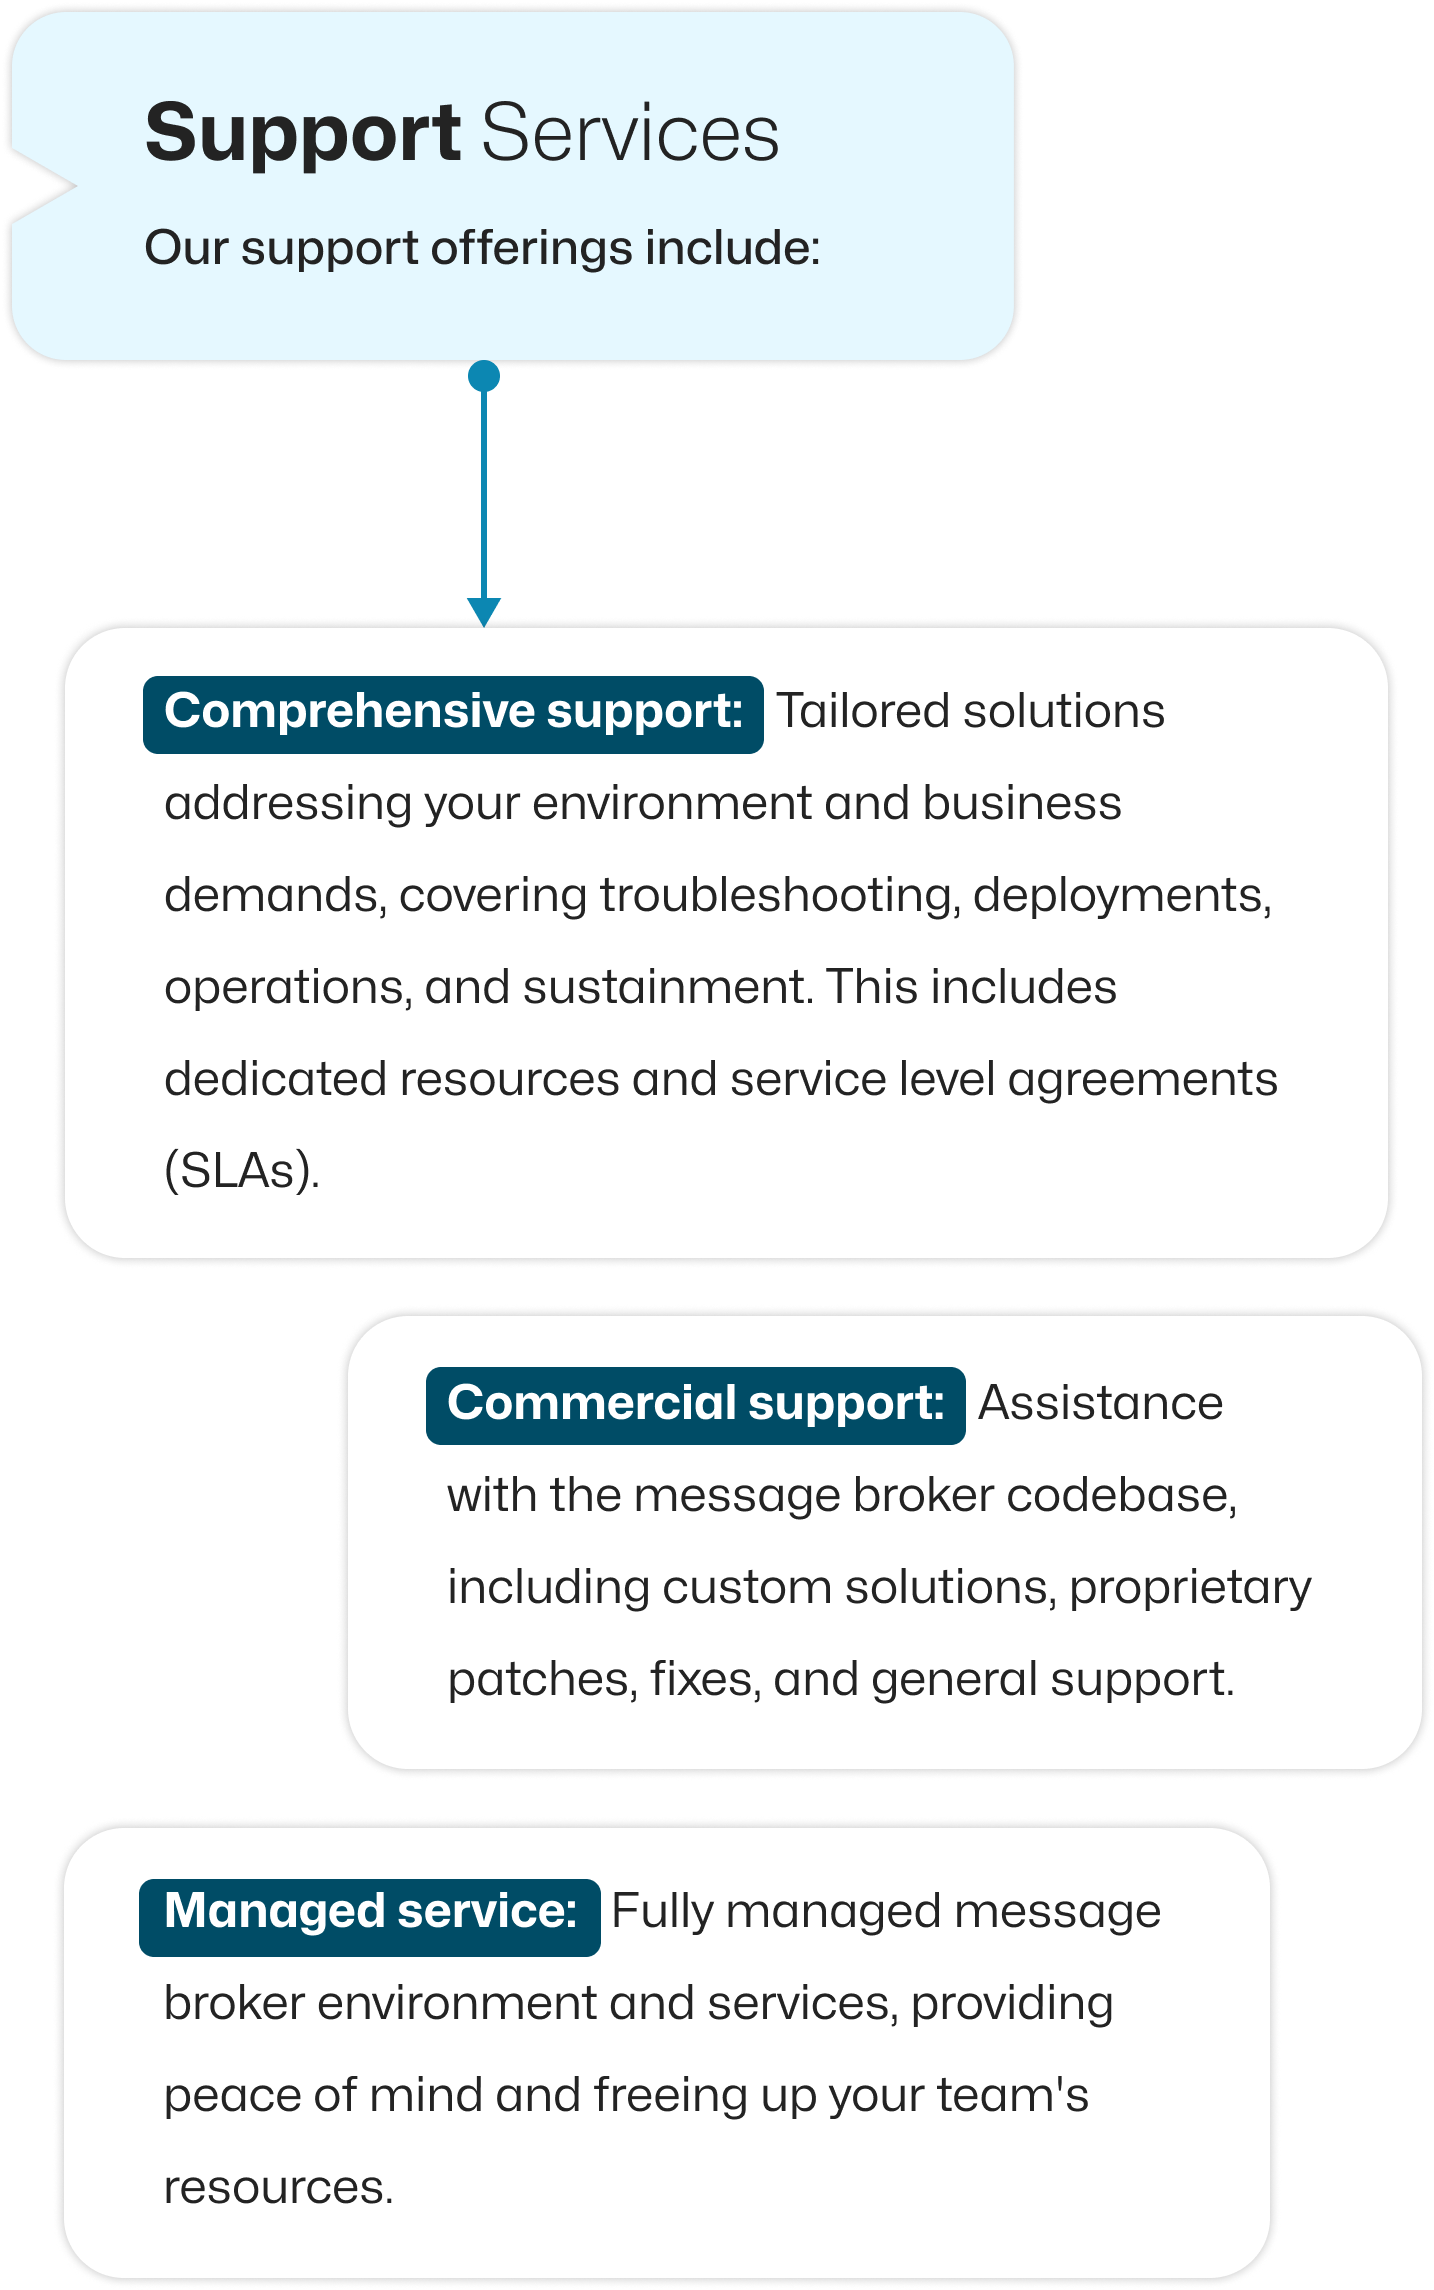 Support Services
Our support offerings include:
Comprehensive support: Tailored solutions
addressing your environment and business
demands, covering troubleshooting, deployments,
operations, and sustainment. This includes
dedicated resources and service level agreements
(SLAs).
Commercial support: Assistance
with the message broker codebase,
including custom solutions, proprietary
patches, fixes, and general support.
Managed service: Fully managed message
broker environment and services, providing
peace of mind and freeing up your team's
resources.